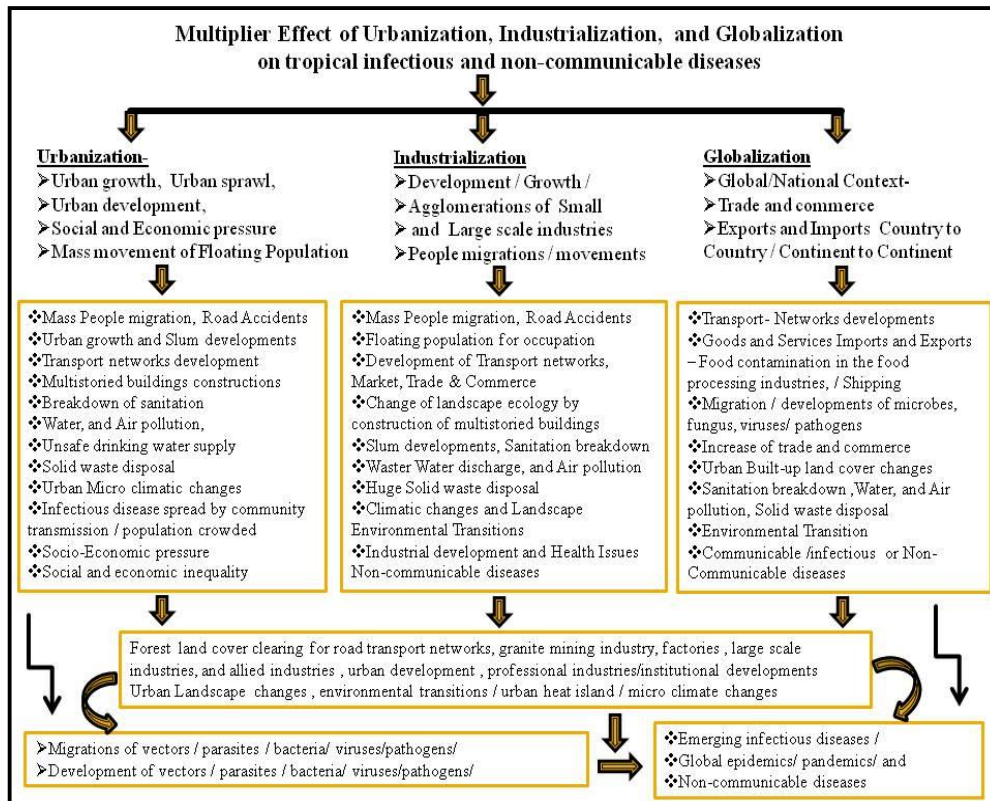 Multiplier Effect of Urbanization, Industrialization, and Globalization
on tropical infectious and non-communicable diseases
Urbanization-
➢Urban growth, Urban sprawl,
➢Urban development,
➢Social and Economic pressure
➢Mass movement of Floating Population
Industrialization
➢Development / Growth /
➢Agglomerations of Small
➢ and Large scale industries
➢People migrations / movements
Globalization
➢Global/National Context-
➢Trade and commerce
➢Exports and Imports Country to
Country / Continent to Continent
❖Mass People migration, Road Accidents
❖Urban growth and Slum developments
❖Transport networks development
❖Multistoried buildings constructions
❖Breakdown of sanitation
❖Water, and Air pollution,
❖Unsafe drinking water supply
❖Solid waste disposal
❖Urban Micro climatic changes
❖Infectious disease spread by community
transmission / population crowded
❖Socio-Economic pressure
❖Social and economic inequality
❖Mass People migration, Road Accidents
❖Floating population for occupation
❖Development of Transport networks,
Market, Trade & Commerce
❖Change of landscape ecology by
construction of multistoried buildings
❖Slum developments, Sanitation breakdown
❖Waster Water discharge, and Air pollution
❖Huge Solid waste disposal
❖Climatic changes and Landscape
Environmental Transitions
❖Industrial development and Health Issues
Non-communicable diseases
❖Transport- Networks developments
❖Goods and Services Imports and Exports
–Food contamination in the food
processing industries, / Shipping
❖Migration / developments of microbes,
fungus, viruses/ pathogens
❖Increase of trade and commerce
❖Urban Built-up land cover changes
❖Sanitation breakdown ,Water, and Air
pollution, Solid waste disposal
❖Environmental Transition
❖Communicable /infectious or Non-
Communicable diseases
Forest land cover clearing for road transport networks, granite mining industry, factories , large scale
industries, and allied industries , urban development , professional industries/institutional developments
Urban Landscape changes , environmental transitions / urban heat island / micro climate changes
➢Migrations of vectors / parasites / bacteria/ viruses/pathogens/
➢Development of vectors / parasites / bacteria/ viruses/pathogens/
❖Emerging infectious diseases /
❖Global epidemics/ pandemics/ and
❖Non-communicable diseases